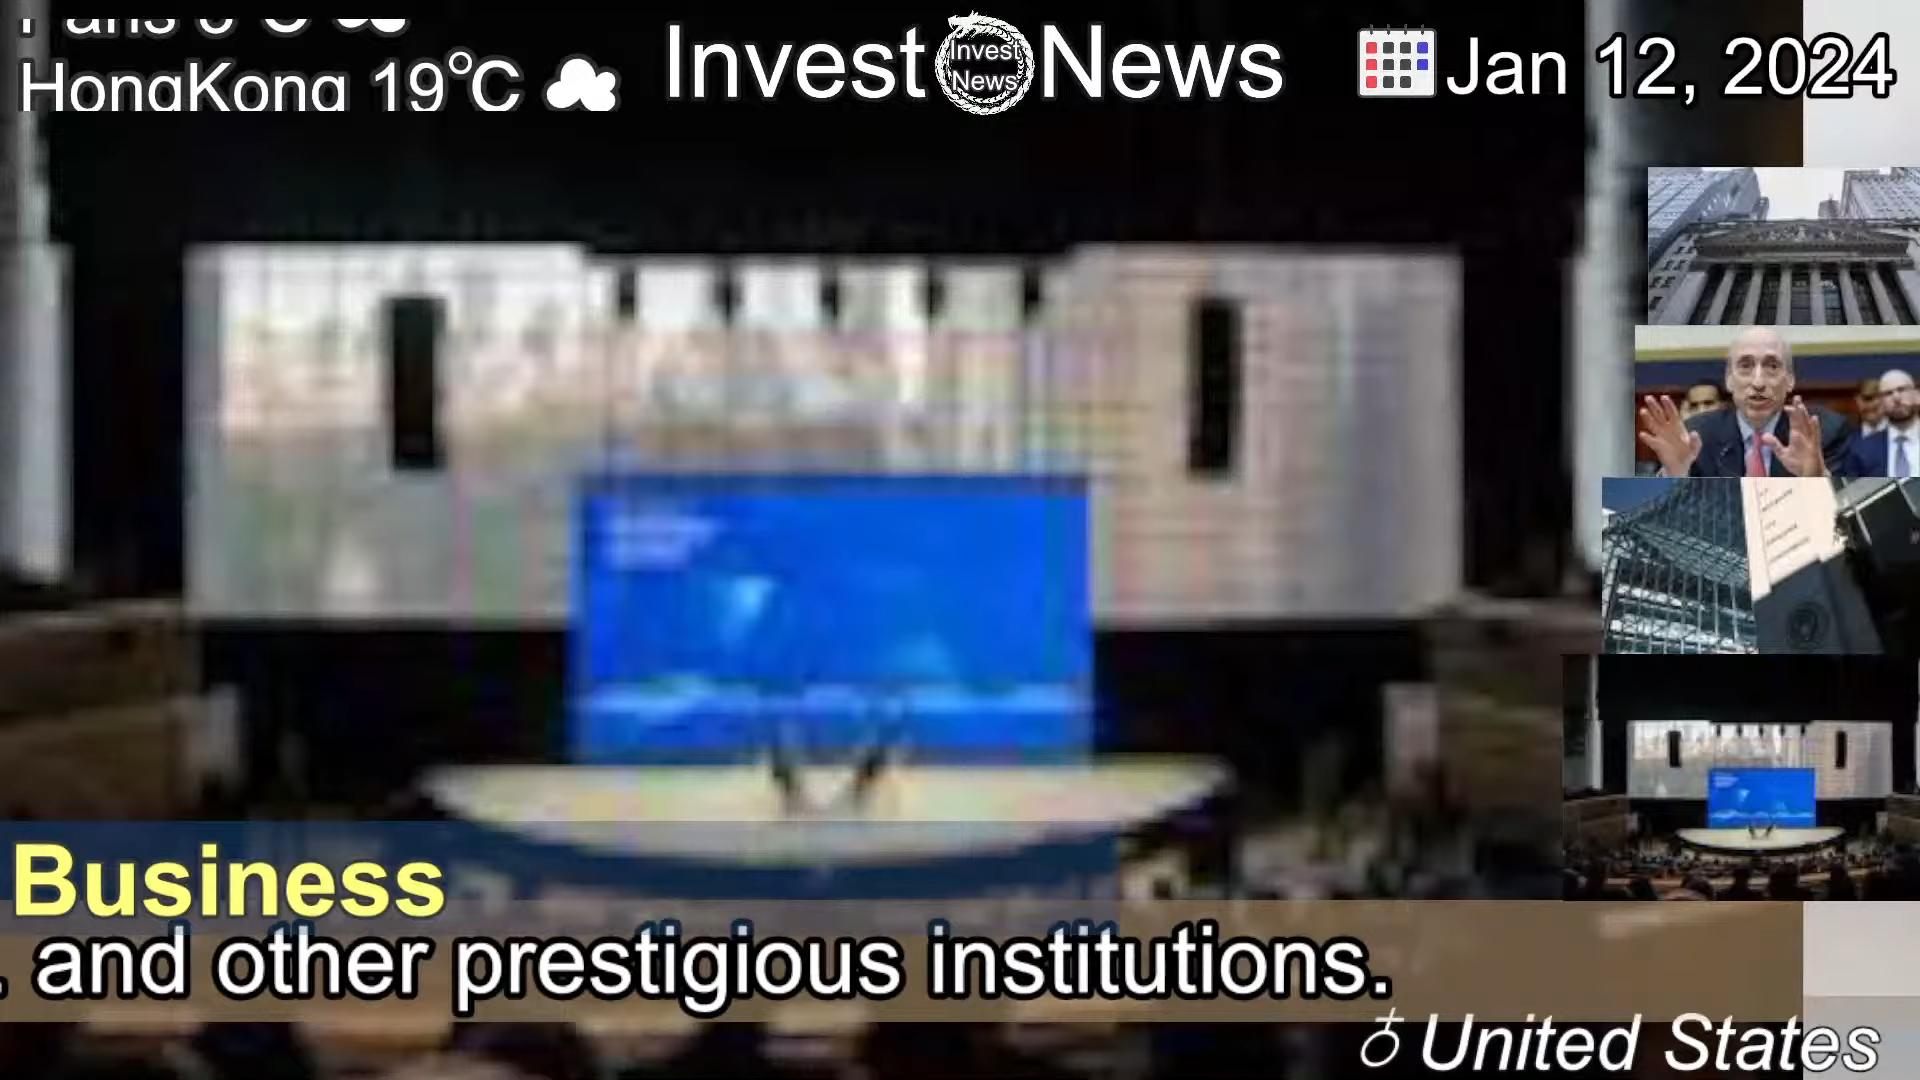 HongKong 19°C
Invest
Invest
News
News
Jan 12, 2024
Business
. and other prestigious institutions.
♁ United States